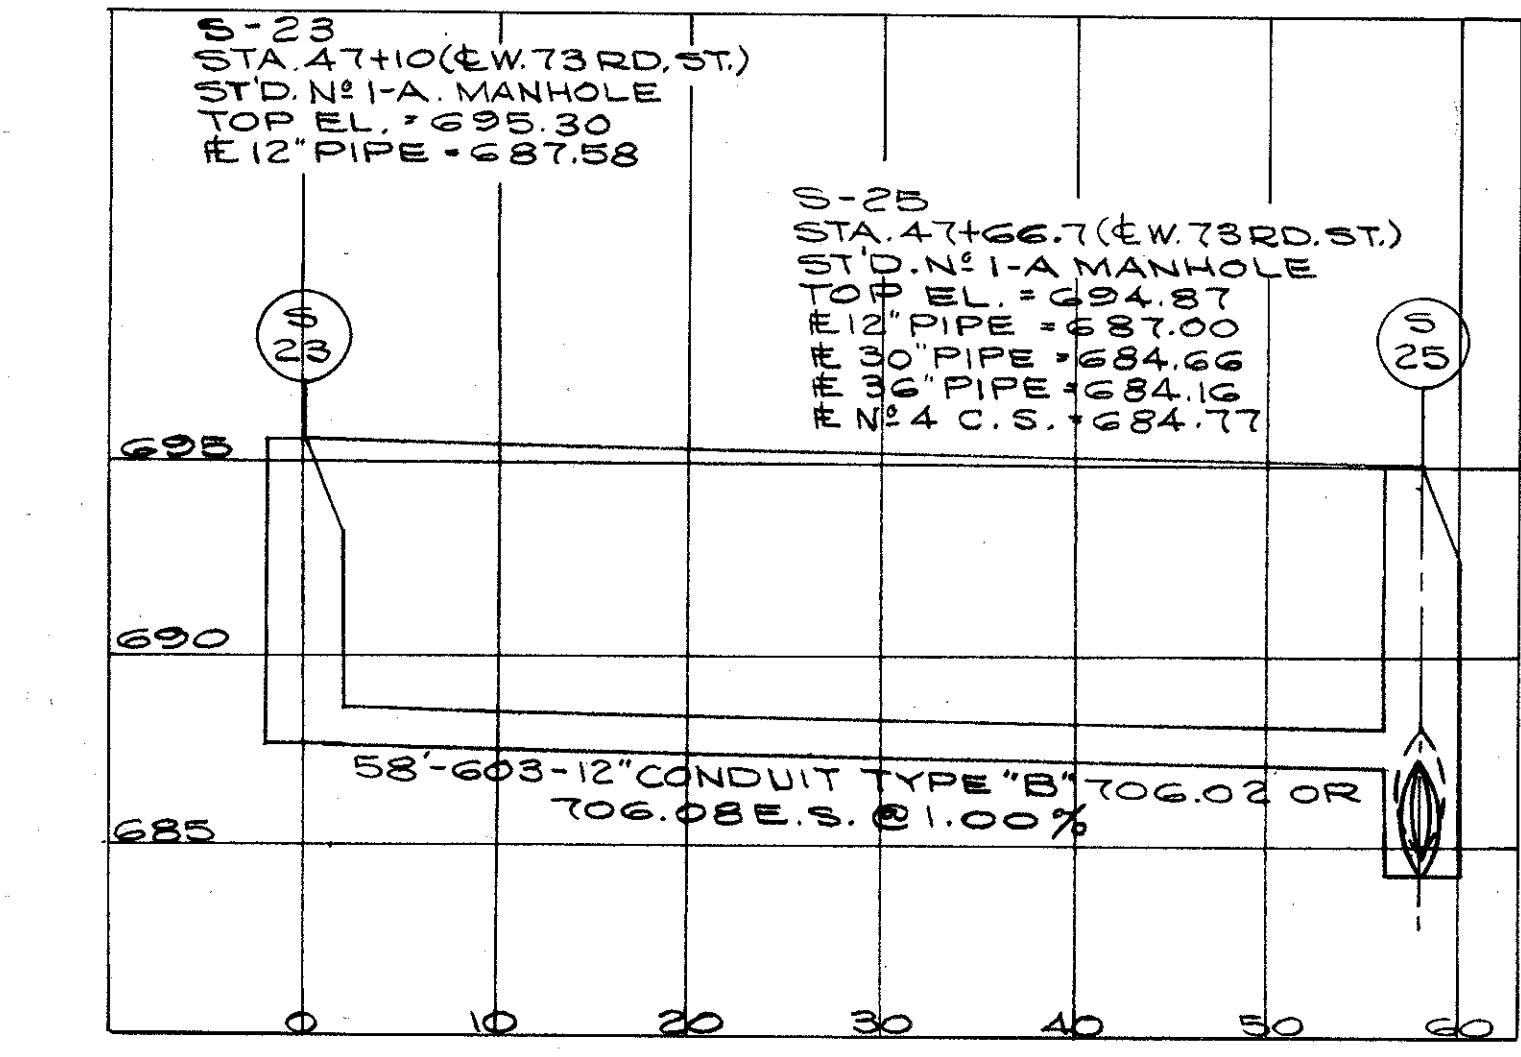 S-23
STA. 47+10 (℄ W. 73 RD. ST.)
ST'D. Nº 1-A. MANHOLE
TOP EL. = 695.30
℄ 12" PIPE = 687.58
S-25
STA. 47+66.7 (℄ W. 73 RD. ST.)
ST'D. Nº 1-A MANHOLE
TOP EL. = 694.87
℄ 12" PIPE = 687.00
℄ 30" PIPE = 684.66
℄ 36" PIPE = 684.16
℄ Nº 4 C.S. = 684.77
S
23
S
25
695
690
58'-603-12" CONDUIT TYPE "B" 706.02 OR
706.08 E.S. @ 1.00 %
685
0 10 20 30 40 50 60